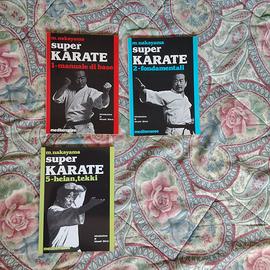 m.nakayama
super
KARATE
1-manuale di base
mediterranee
m.nakayama
super
KARATE
2-fondamentali
mediterranee
m.nakayama
super
KARATE
5-heian,tekki
mediterranee